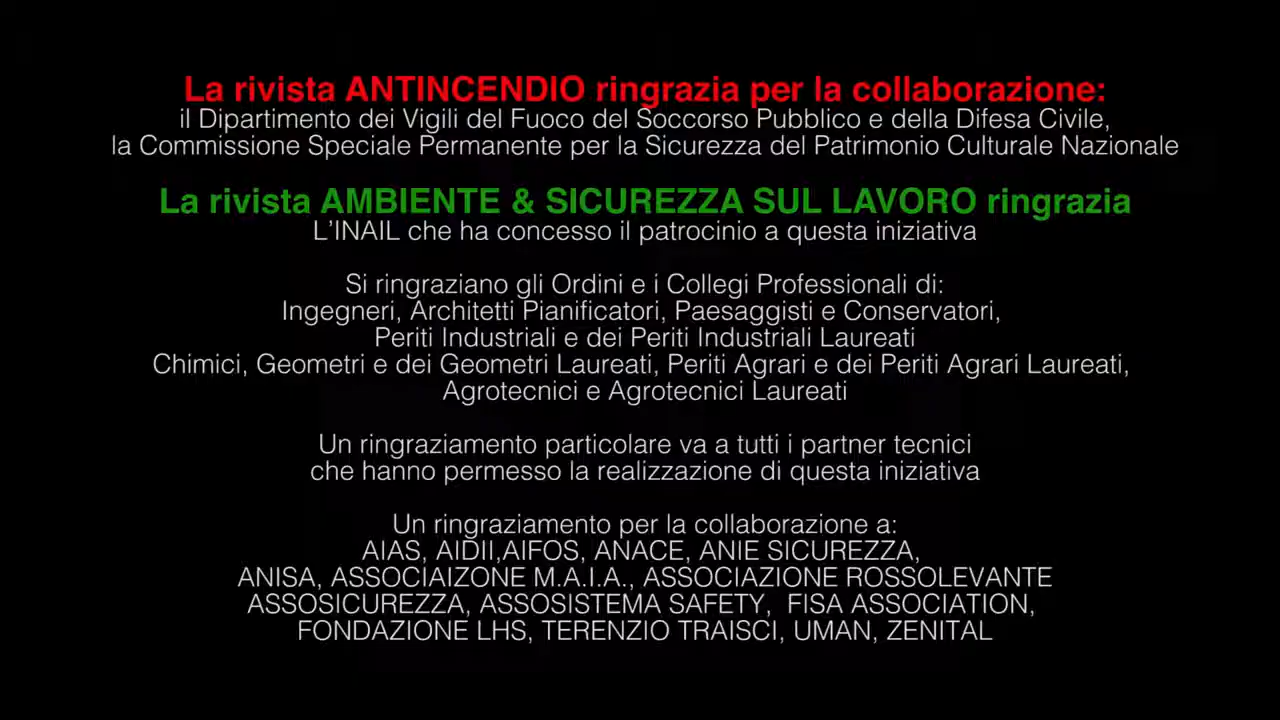 La rivista ANTINCENDIO ringrazia per la collaborazione:
il Dipartimento dei Vigili del Fuoco del Soccorso Pubblico e della Difesa Civile,
la Commissione Speciale Permanente per la Sicurezza del Patrimonio Culturale Nazionale
La rivista AMBIENTE & SICUREZZA SUL LAVORO ringrazia
L'INAIL che ha concesso il patrocinio a questa iniziativa
Si ringraziano gli Ordini e i Collegi Professionali di:
Ingegneri, Architetti Pianificatori, Paesaggisti e Conservatori,
Periti Industriali e dei Periti Industriali Laureati
Chimici, Geometri e dei Geometri Laureati, Periti Agrari e dei Periti Agrari Laureati,
Agrotecnici e Agrotecnici Laureati
Un ringraziamento particolare va a tutti i partner tecnici
che hanno permesso la realizzazione di questa iniziativa
Un ringraziamento per la collaborazione a:
AIAS, AIDII,AIFOS, ANACE, ANIE SICUREZZA,
ANISA, ASSOCIAIZONE M.A.I.A., ASSOCIAZIONE ROSSOLEVANTE
ASSOSICUREZZA, ASSOSISTEMA SAFETY,  FISA ASSOCIATION,
FONDAZIONE LHS, TERENZIO TRAISCI, UMAN, ZENITAL